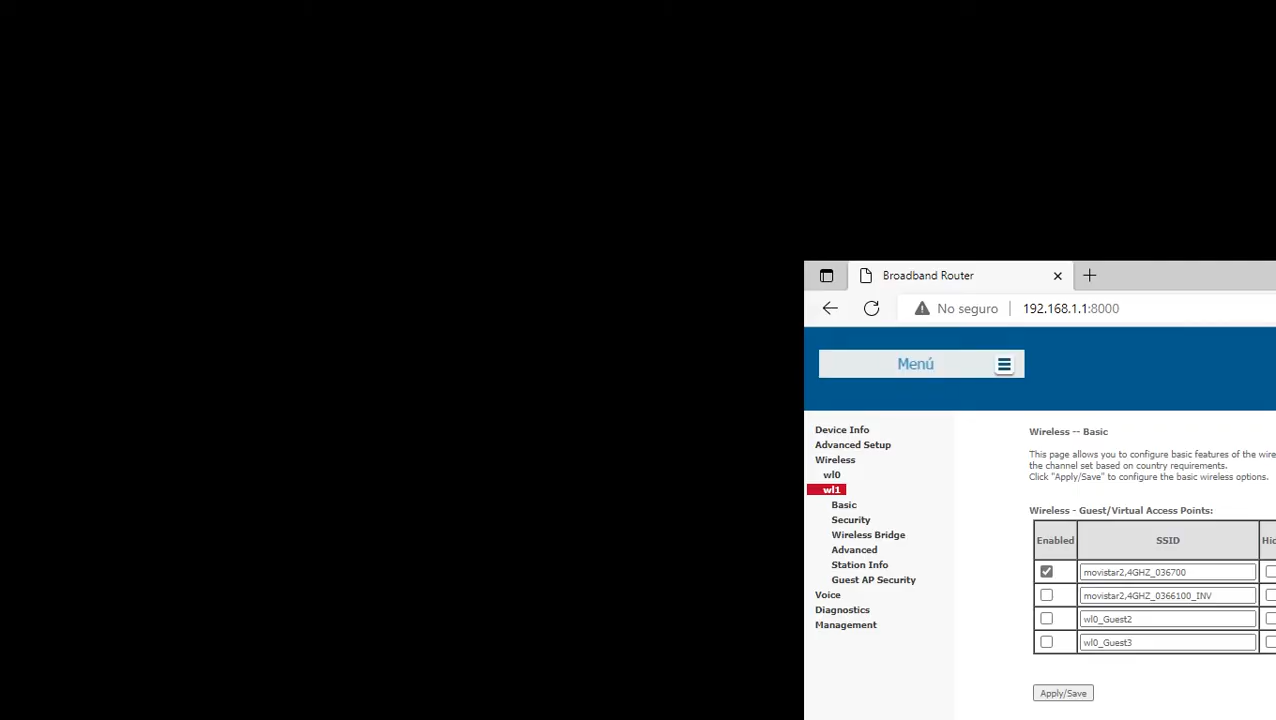 Broadband Router
No seguro | 192.168.1.1:8000
Menú
Device Info
Advanced Setup
Wireless
wl0
wl1
Basic
Security
Wireless Bridge
Advanced
Station Info
Guest AP Security
Voice
Diagnostics
Management
Wireless -- Basic
This page allows you to configure basic features of the
the channel set based on country requirements.
Click "Apply/Save" to configure the basic wireless options.
Wireless - Guest/Virtual Access Points:
Enabled SSID
movistar2,4GHZ_036700
movistar2,4GHZ_0366100_INV
wl0_Guest2
wl0_Guest3
Apply/Save